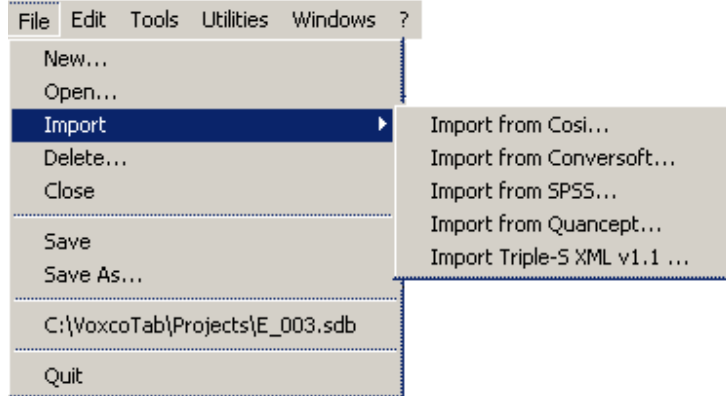 File Edit Tools Utilities Windows ?
New...
Open...
Import
Delete...
Close
Save
Save As...
C:\VoxcoTab\Projects\E_003.sdb
Quit
Import from Cosi...
Import from Conversoft...
Import from SPSS...
Import from Quancept...
Import Triple-S XML v1.1 ...